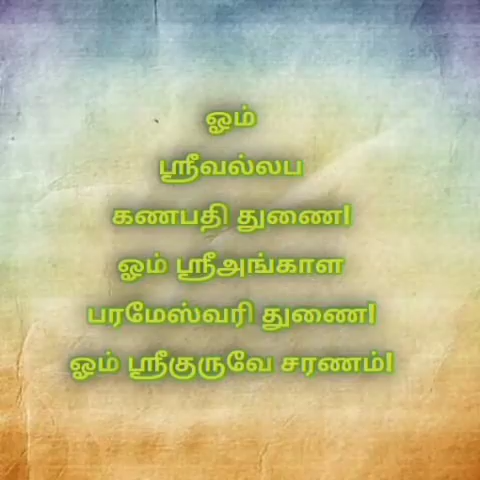 ஓம்
ஸ்ரீவல்லப
கணபதி துணை!
ஓம் ஸ்ரீஅங்காள
பரமேஸ்வரி துணை!
ஓம் ஸ்ரீகுருவே சரணம்!